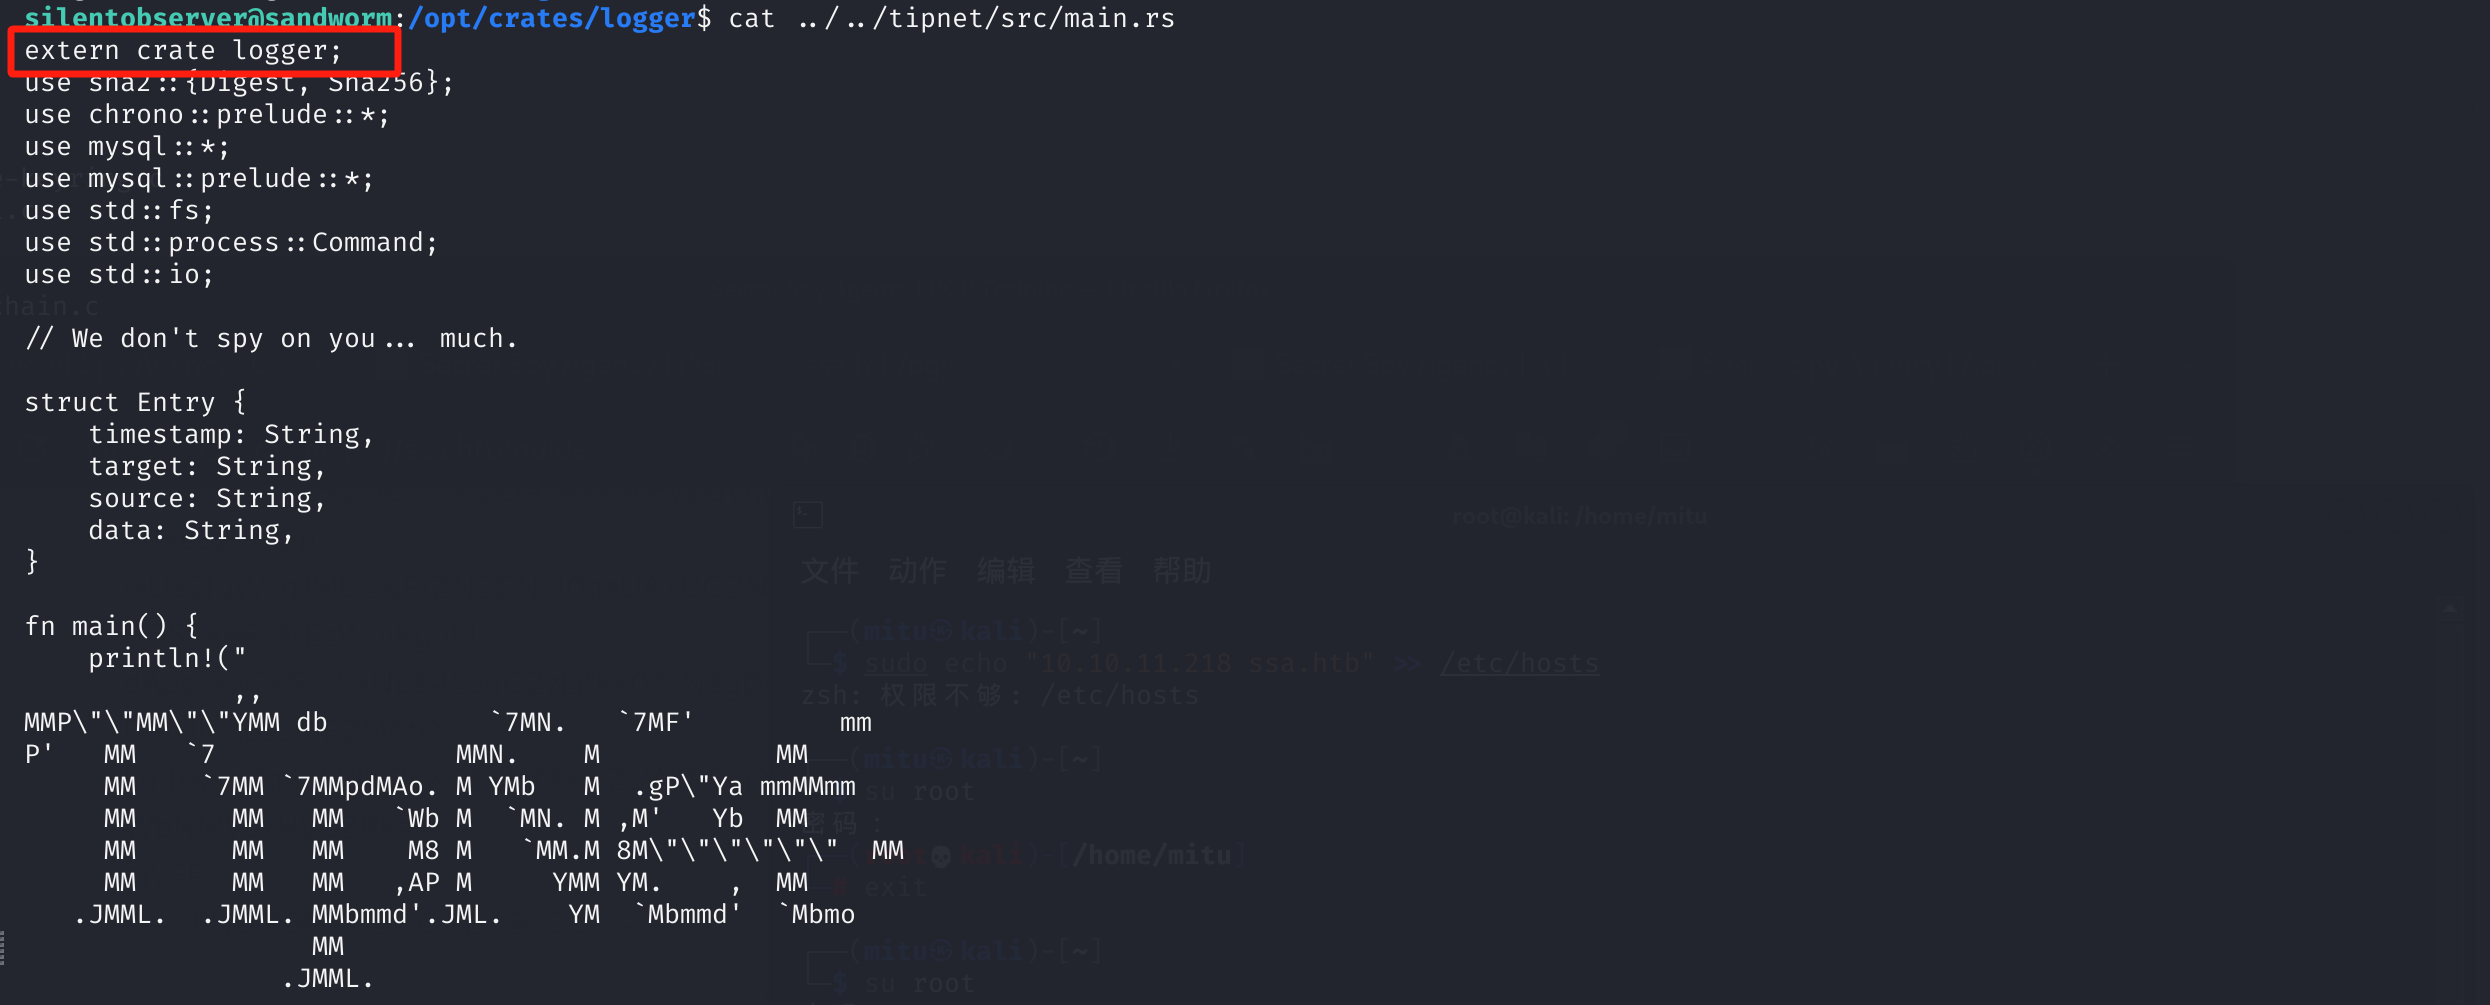 silentobserver@sandworm:/opt/crates/logger$ cat ../../tipnet/src/main.rs
extern crate logger;
use sha2::{Digest, Sha256};
use chrono::prelude::*;
use mysql::*;
use mysql::prelude::*;
use std::fs;
use std::process::Command;
use std::io;
hain.c
// We don't spy on you... much.
struct Entry {
    timestamp: String,
    target: String,
    source: String,
    data: String,
}
fn main() {
    println!("
             ,,
MMP\"\"MM\"\"YMM db          `7MN.   `7MF'         mm
P'   MM   `7               MMN.    M           MM
     MM    `7MM `7MMpdMAo. M YMb   M  .gP\"Ya mmMMmm
     MM      MM   MM   `Wb M  `MN. M ,M'   Yb  MM
     MM      MM   MM    M8 M   `MM.M 8M\"\"\"\"\"\"  MM
     MM      MM   MM   ,AP M     YMM YM.    ,  MM
   .JMML.  .JMML. MMbmmd'.JML.    YM  `Mbmmd'  `Mbmo
                  MM
                .JMML.
root@kali: /home/mitu
文件 动作 编辑 查看 帮助
(mitu㉿kali)-[~]
$ sudo echo "10.10.11.218 ssa.htb" >> /etc/hosts
zsh: 权限不够: /etc/hosts
(mitu㉿kali)-[~]
su root
密码:
kali)-[/home/mitu]
exit
(mitu㉿kali)-[~]
$ su root